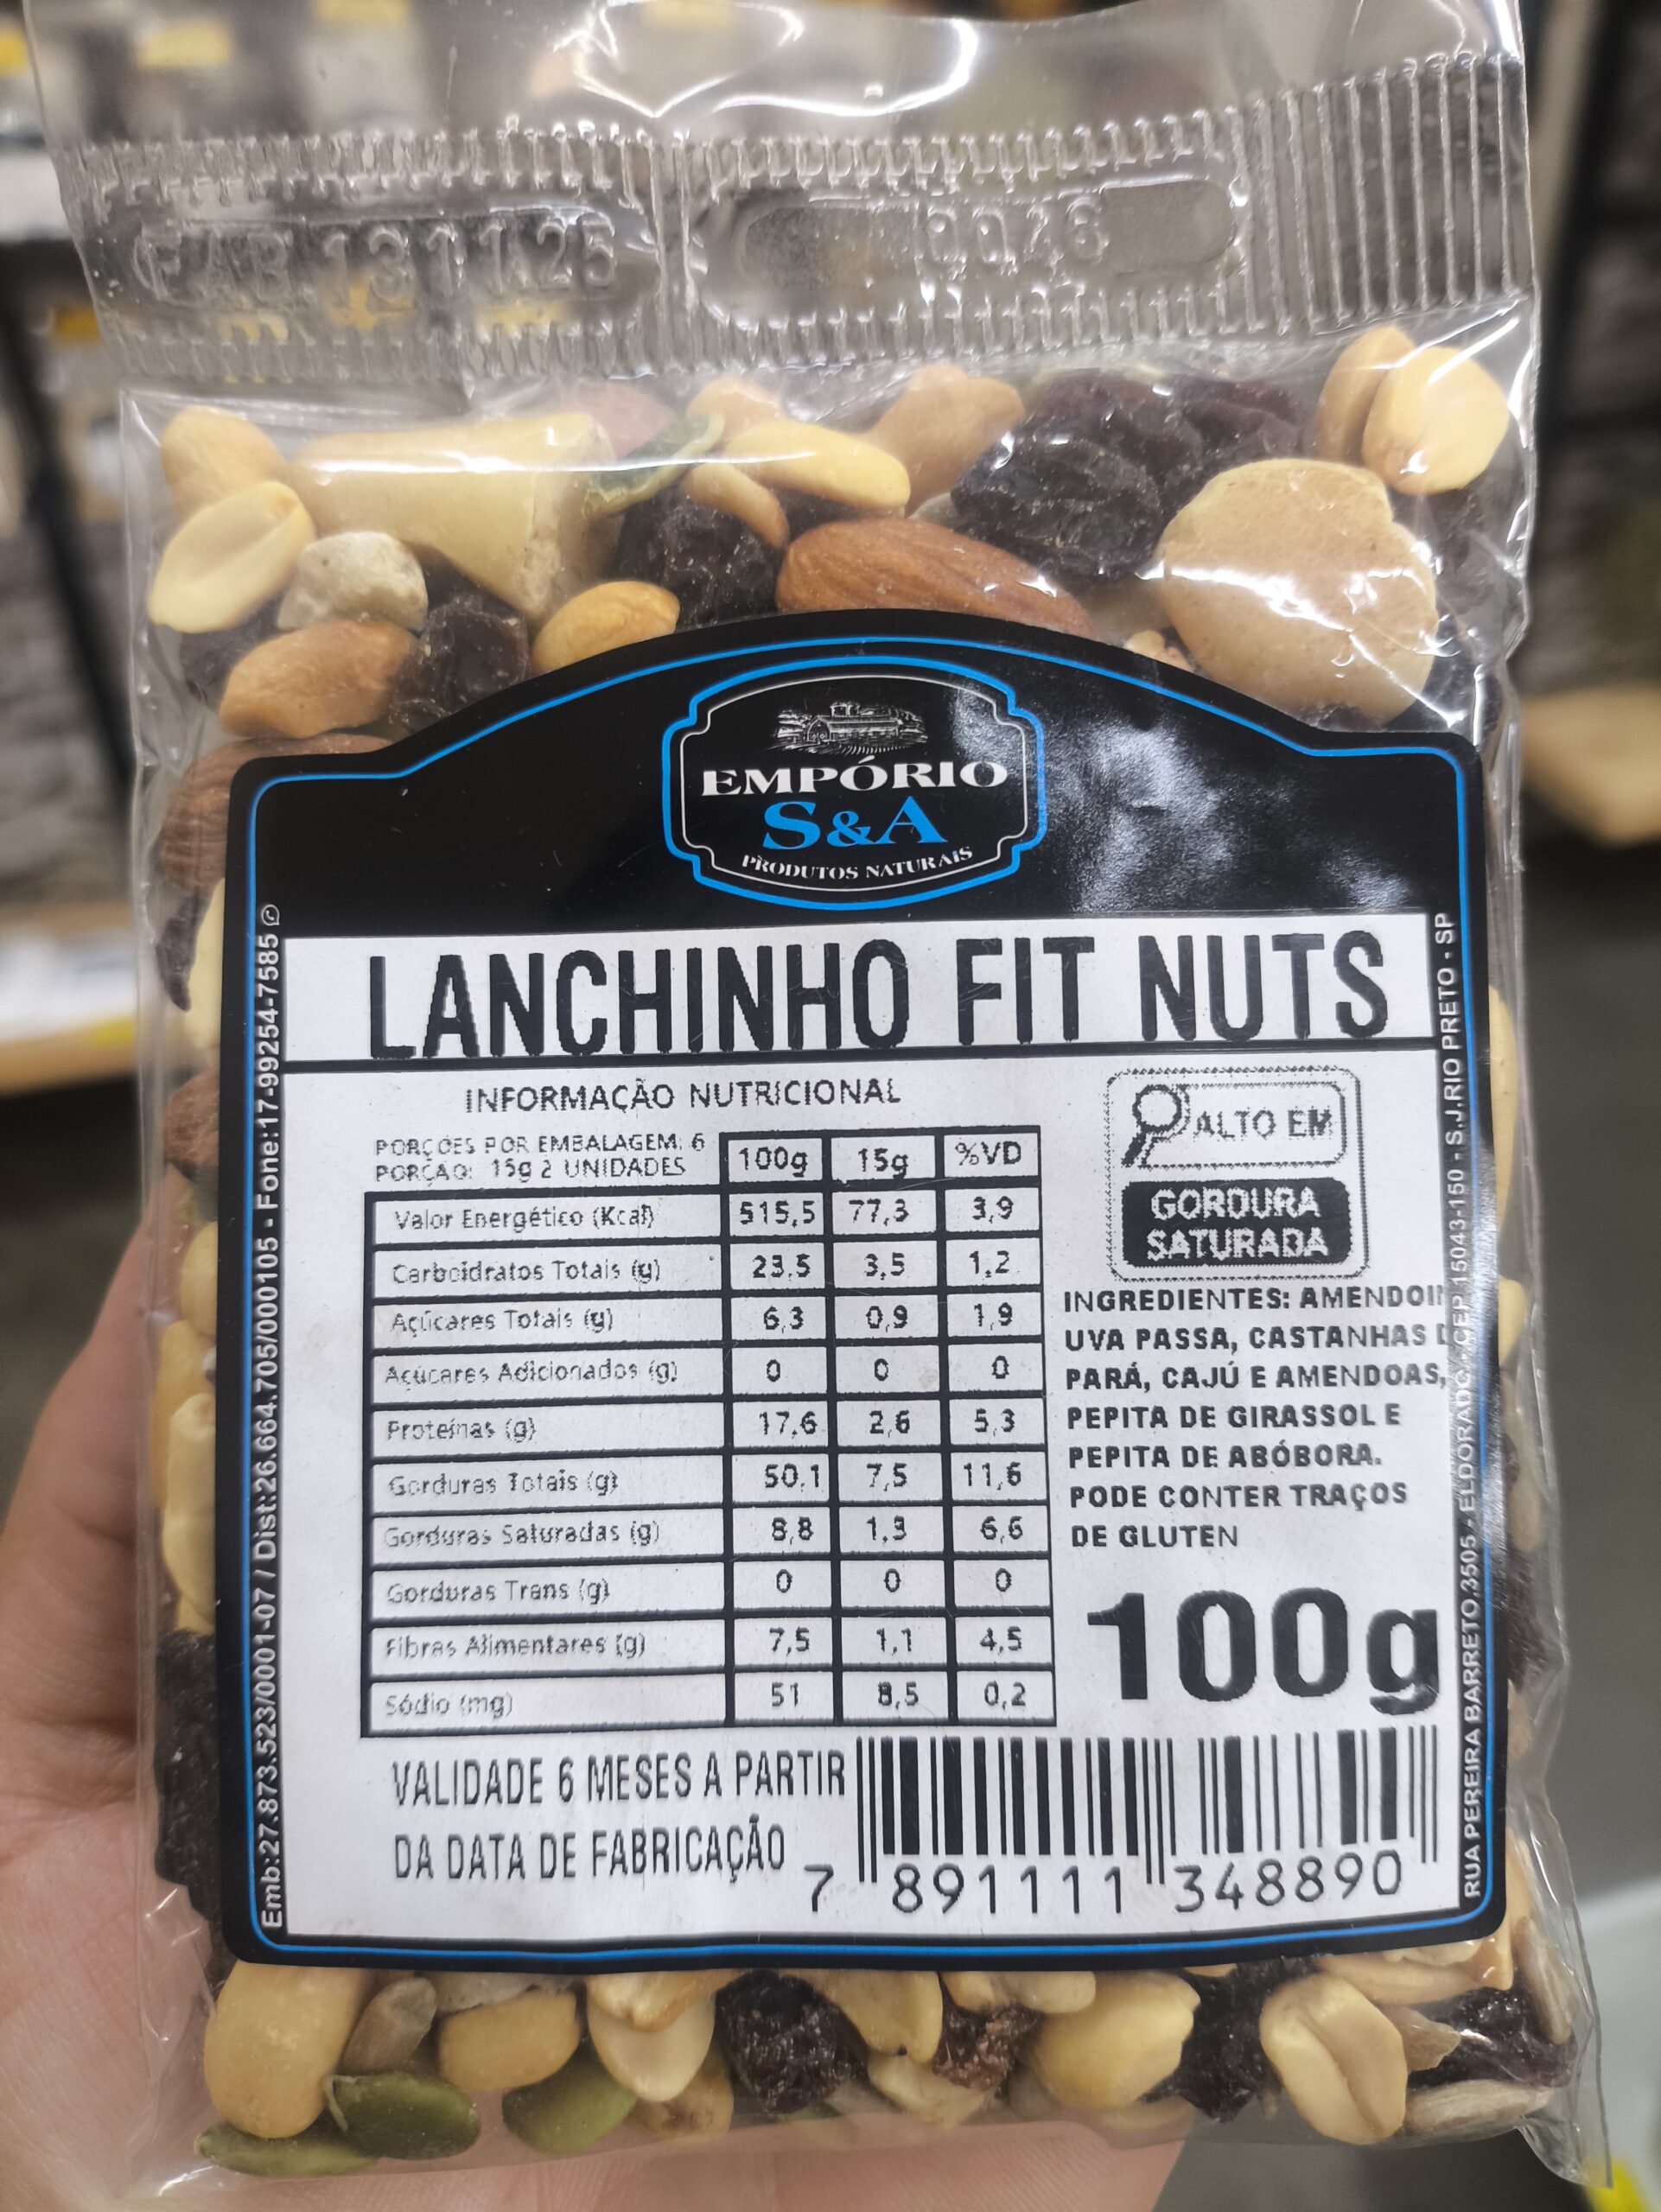 FAB 131125
EMPÓRIO
S&A
PRODUTOS NATURAIS
LANCHINHO FIT NUTS
INFORMAÇÃO NUTRICIONAL
PORÇÕES POR EMBALAGEM: 6
PORÇÃO: 15g 2 UNIDADES
100g 15g %VD
Valor Energético (Kcal) 515,5 77,3 3,9
Carboidratos Totais (g) 23,5 3,5 1,2
Açúcares Totais (g) 6,3 0,9 1,9
Açúcares Adicionados (g) 0 0 0
Proteínas (g) 17,6 2,6 5,3
Gorduras Totais (g) 50,1 7,5 11,6
Gorduras Saturadas (g) 8,8 1,3 6,6
Gorduras Trans (g) 0 0 0
Fibras Alimentares (g) 7,5 1,1 4,5
Sódio (mg) 51 8,5 0,2
ALTO EM
GORDURA
SATURADA
INGREDIENTES: AMENDOI
UVA PASSA, CASTANHAS
PARÁ, CAJÚ E AMENDOAS,
PEPITA DE GIRASSOL E
PEPITA DE ABÓBORA.
PODE CONTER TRAÇOS
DE GLUTEN
100g
VALIDADE 6 MESES A PARTIR
DA DATA DE FABRICAÇÃO
7 891111 348890
Emb:27.873.523/0001-07 / Dist:26.664.705/000105 - Fone:17-99254-7585
RUA PEREIRA BARRETO,3505 - ELDORADO - CEP 15043-150 - S.J.RIO PRETO - SP